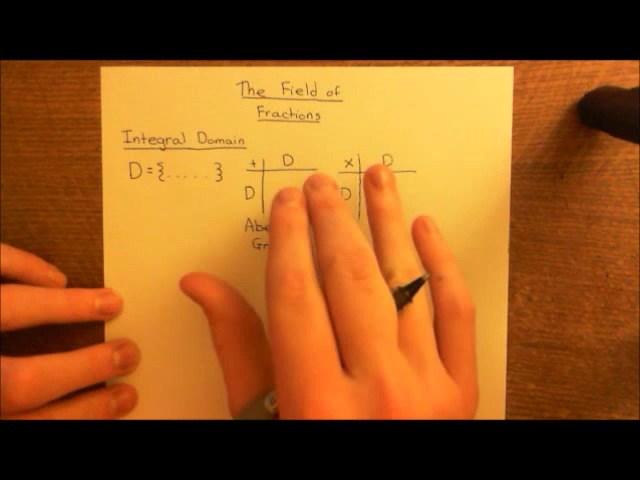 The Field of
Fractions
Integral Domain
D = {.....} + D × D
D D